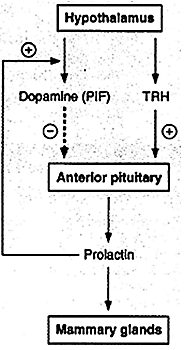 Hypothalamus
+
Dopamine (PIF) TRH
− +
Anterior pituitary
Prolactin
Mammary glands